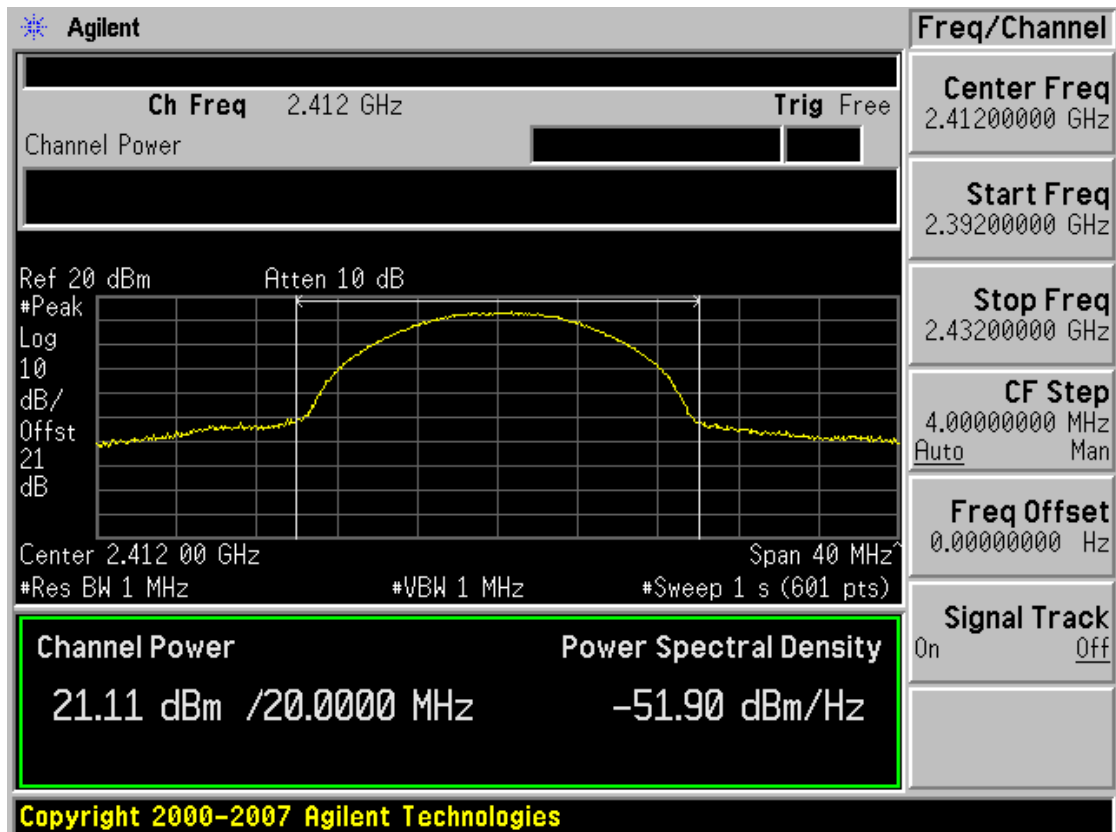 Agilent
Freq/Channel
Ch Freq 2.412 GHz Trig Free
Channel Power
Center Freq
2.41200000 GHz
Start Freq
2.39200000 GHz
Stop Freq
2.43200000 GHz
CF Step
4.00000000 MHz
Auto Man
Freq Offset
0.00000000 Hz
Signal Track
On Off
Ref 20 dBm Atten 10 dB
#Peak
Log
10
dB/
Offst
21
dB
Center 2.412 00 GHz Span 40 MHz^
#Res BW 1 MHz #VBW 1 MHz #Sweep 1 s (601 pts)
Channel Power Power Spectral Density
21.11 dBm /20.0000 MHz -51.90 dBm/Hz
Copyright 2000-2007 Agilent Technologies